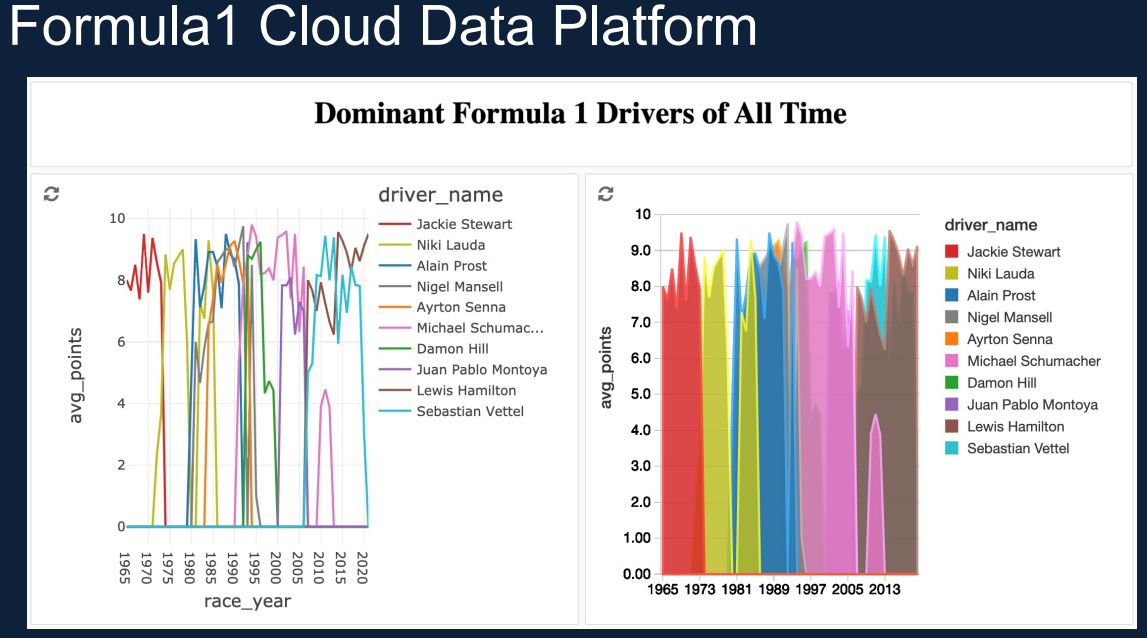 Formula1 Cloud Data Platform
Dominant Formula 1 Drivers of All Time
driver_name
Jackie Stewart
Niki Lauda
Alain Prost
Nigel Mansell
Ayrton Senna
Michael Schumac...
Damon Hill
Juan Pablo Montoya
Lewis Hamilton
Sebastian Vettel
avg_points
10
8
6
4
2
0
1965
1970
1975
1980
1985
1990
1995
2000
2005
2010
2015
2020
race_year
avg_points
10
9.0
8.0
7.0
6.0
5.0
4.0
3.0
2.0
1.00
0.00
1965 1973 1981 1989 1997 2005 2013
driver_name
Jackie Stewart
Niki Lauda
Alain Prost
Nigel Mansell
Ayrton Senna
Michael Schumacher
Damon Hill
Juan Pablo Montoya
Lewis Hamilton
Sebastian Vettel